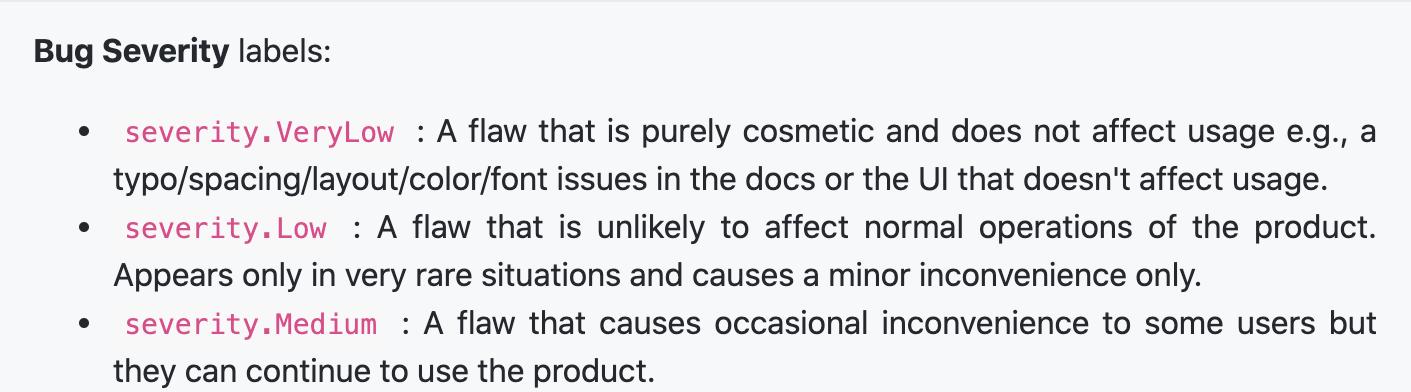 Bug Severity labels:
• severity.VeryLow : A flaw that is purely cosmetic and does not affect usage e.g., a
typo/spacing/layout/color/font issues in the docs or the UI that doesn't affect usage.
• severity.Low : A flaw that is unlikely to affect normal operations of the product.
Appears only in very rare situations and causes a minor inconvenience only.
• severity.Medium : A flaw that causes occasional inconvenience to some users but
they can continue to use the product.